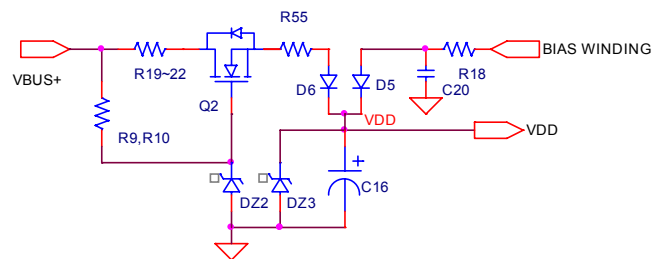 R55
BIAS WINDING
VBUS+
R19~22
R18
D6
D5
C20
Q2
VDD
VDD
R9,R10
C16
DZ2
DZ3